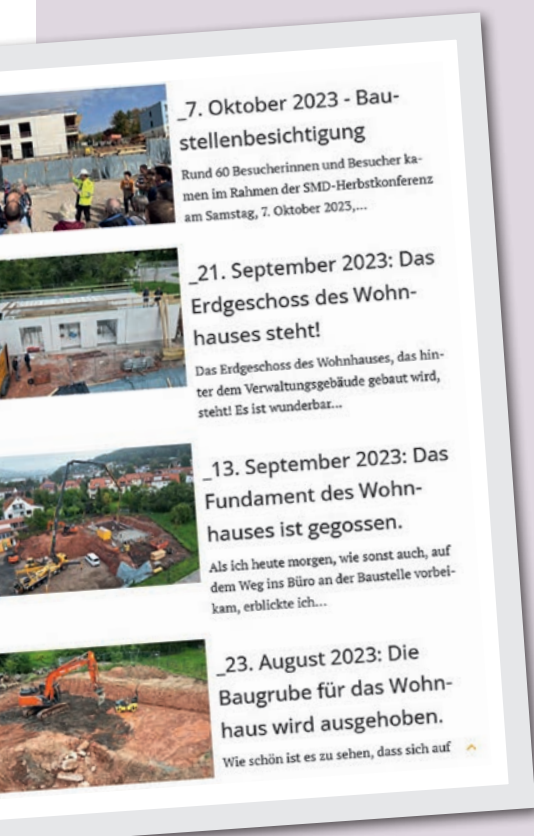 _7. Oktober 2023 - Bau-
stellenbesichtigung
Rund 60 Besucherinnen und Besucher ka-
men im Rahmen der SMD-Herbstkonferenz
am Samstag, 7. Oktober 2023,...
_21. September 2023: Das
Erdgeschoss des Wohn-
hauses steht!
Das Erdgeschoss des Wohnhauses, das hin-
ter dem Verwaltungsgebäude gebaut wird,
steht! Es ist wunderbar...
_13. September 2023: Das
Fundament des Wohn-
hauses ist gegossen.
Als ich heute morgen, wie sonst auch, auf
dem Weg ins Büro an der Baustelle vorbei-
kam, erblickte ich...
_23. August 2023: Die
Baugrube für das Wohn-
haus wird ausgehoben.
Wie schön ist es zu sehen, dass sich auf